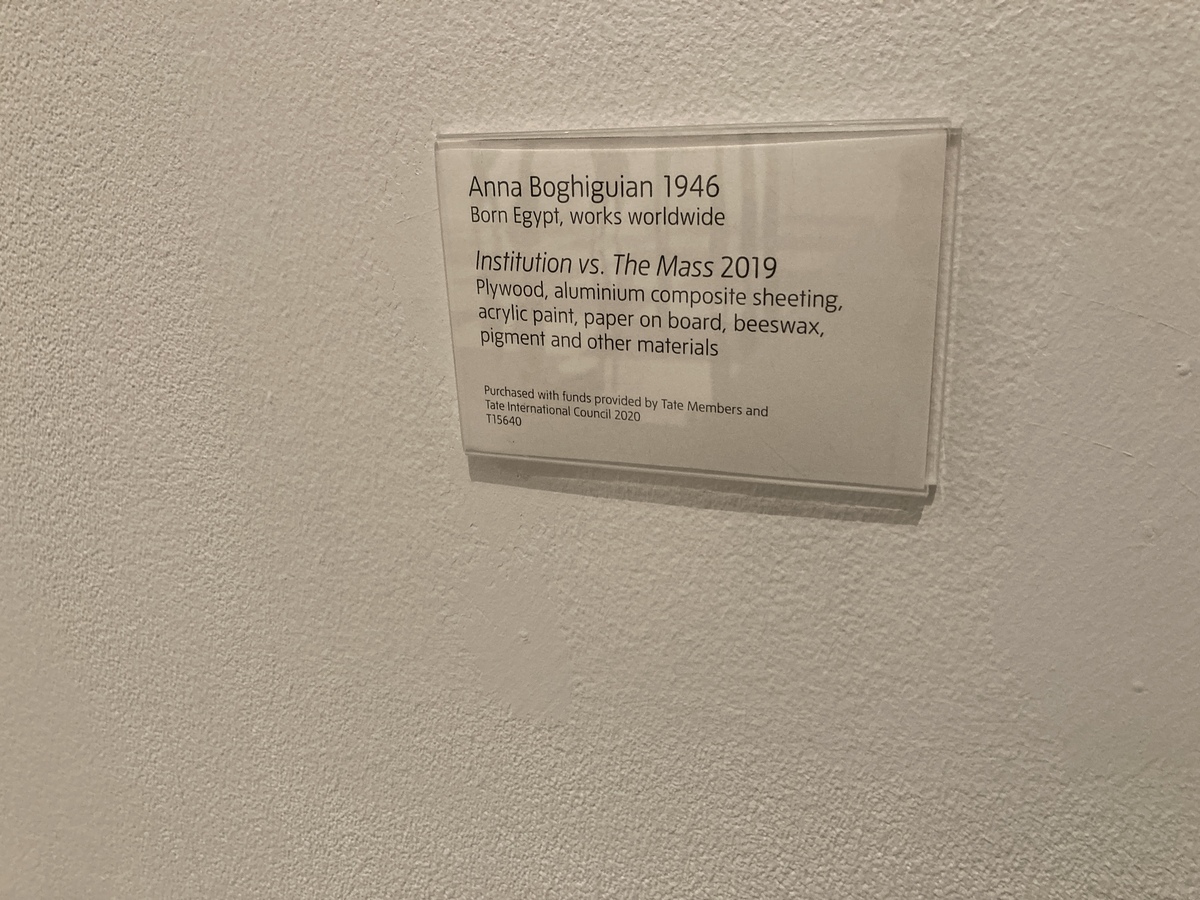 Anna Boghiguian 1946
Born Egypt, works worldwide
Institution vs. The Mass 2019
Plywood, aluminium composite sheeting,
acrylic paint, paper on board, beeswax,
pigment and other materials
Purchased with funds provided by Tate Members and
Tate International Council 2020
T15640